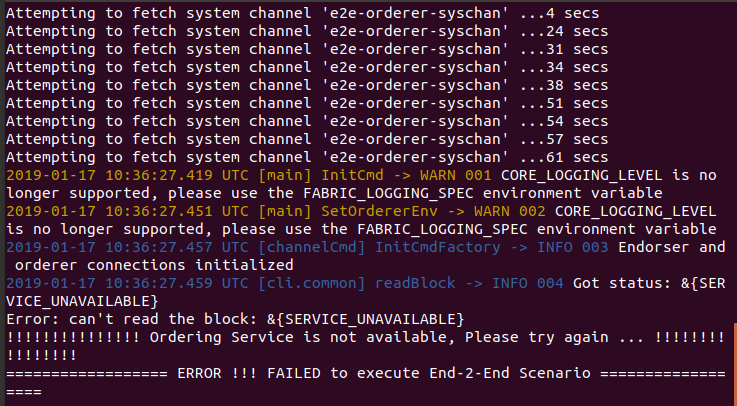 Attempting to fetch system channel 'e2e-orderer-syschan' ...4 secs
Attempting to fetch system channel 'e2e-orderer-syschan' ...24 secs
Attempting to fetch system channel 'e2e-orderer-syschan' ...31 secs
Attempting to fetch system channel 'e2e-orderer-syschan' ...34 secs
Attempting to fetch system channel 'e2e-orderer-syschan' ...38 secs
Attempting to fetch system channel 'e2e-orderer-syschan' ...51 secs
Attempting to fetch system channel 'e2e-orderer-syschan' ...54 secs
Attempting to fetch system channel 'e2e-orderer-syschan' ...57 secs
Attempting to fetch system channel 'e2e-orderer-syschan' ...61 secs
2019-01-17 10:36:27.419 UTC [main] InitCmd -> WARN 001 CORE_LOGGING_LEVEL is no
longer supported, please use the FABRIC_LOGGING_SPEC environment variable
2019-01-17 10:36:27.451 UTC [main] SetOrdererEnv -> WARN 002 CORE_LOGGING_LEVEL
is no longer supported, please use the FABRIC_LOGGING_SPEC environment variable
2019-01-17 10:36:27.457 UTC [channelCmd] InitCmdFactory -> INFO 003 Endorser and
 orderer connections initialized
2019-01-17 10:36:27.459 UTC [cli.common] readBlock -> INFO 004 Got status: &{SER
VICE_UNAVAILABLE}
Error: can't read the block: &{SERVICE_UNAVAILABLE}
!!!!!!!!!!!!!!! Ordering Service is not available, Please try again ... !!!!!!!!
!!!!!!!!
================== ERROR !!! FAILED to execute End-2-End Scenario ==============
====